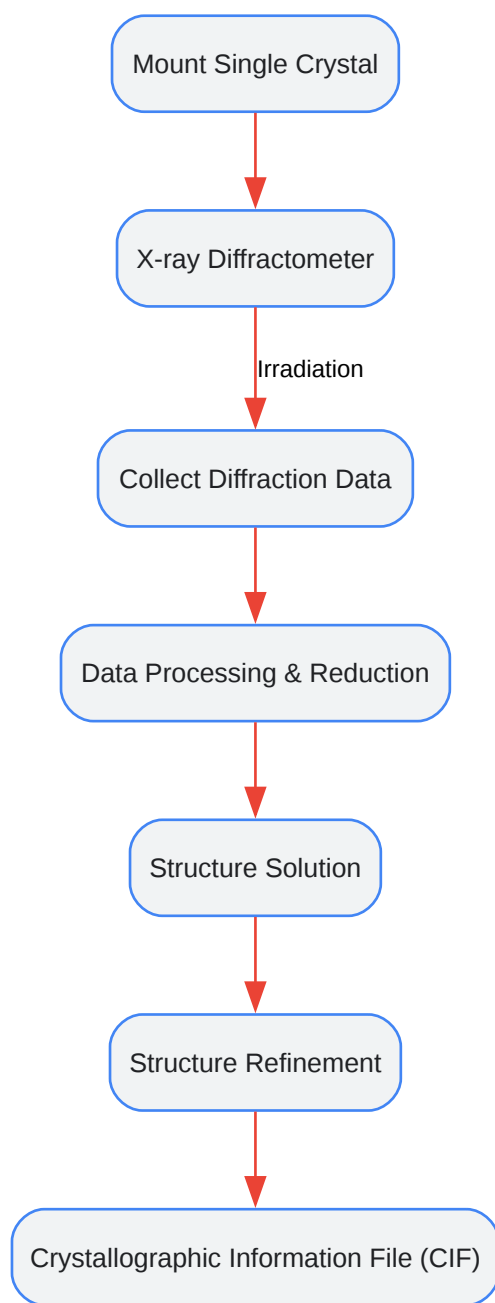 Mount Single Crystal
X-ray Diffractometer
Irradiation
Collect Diffraction Data
Data Processing & Reduction
Structure Solution
Structure Refinement
Crystallographic Information File (CIF)